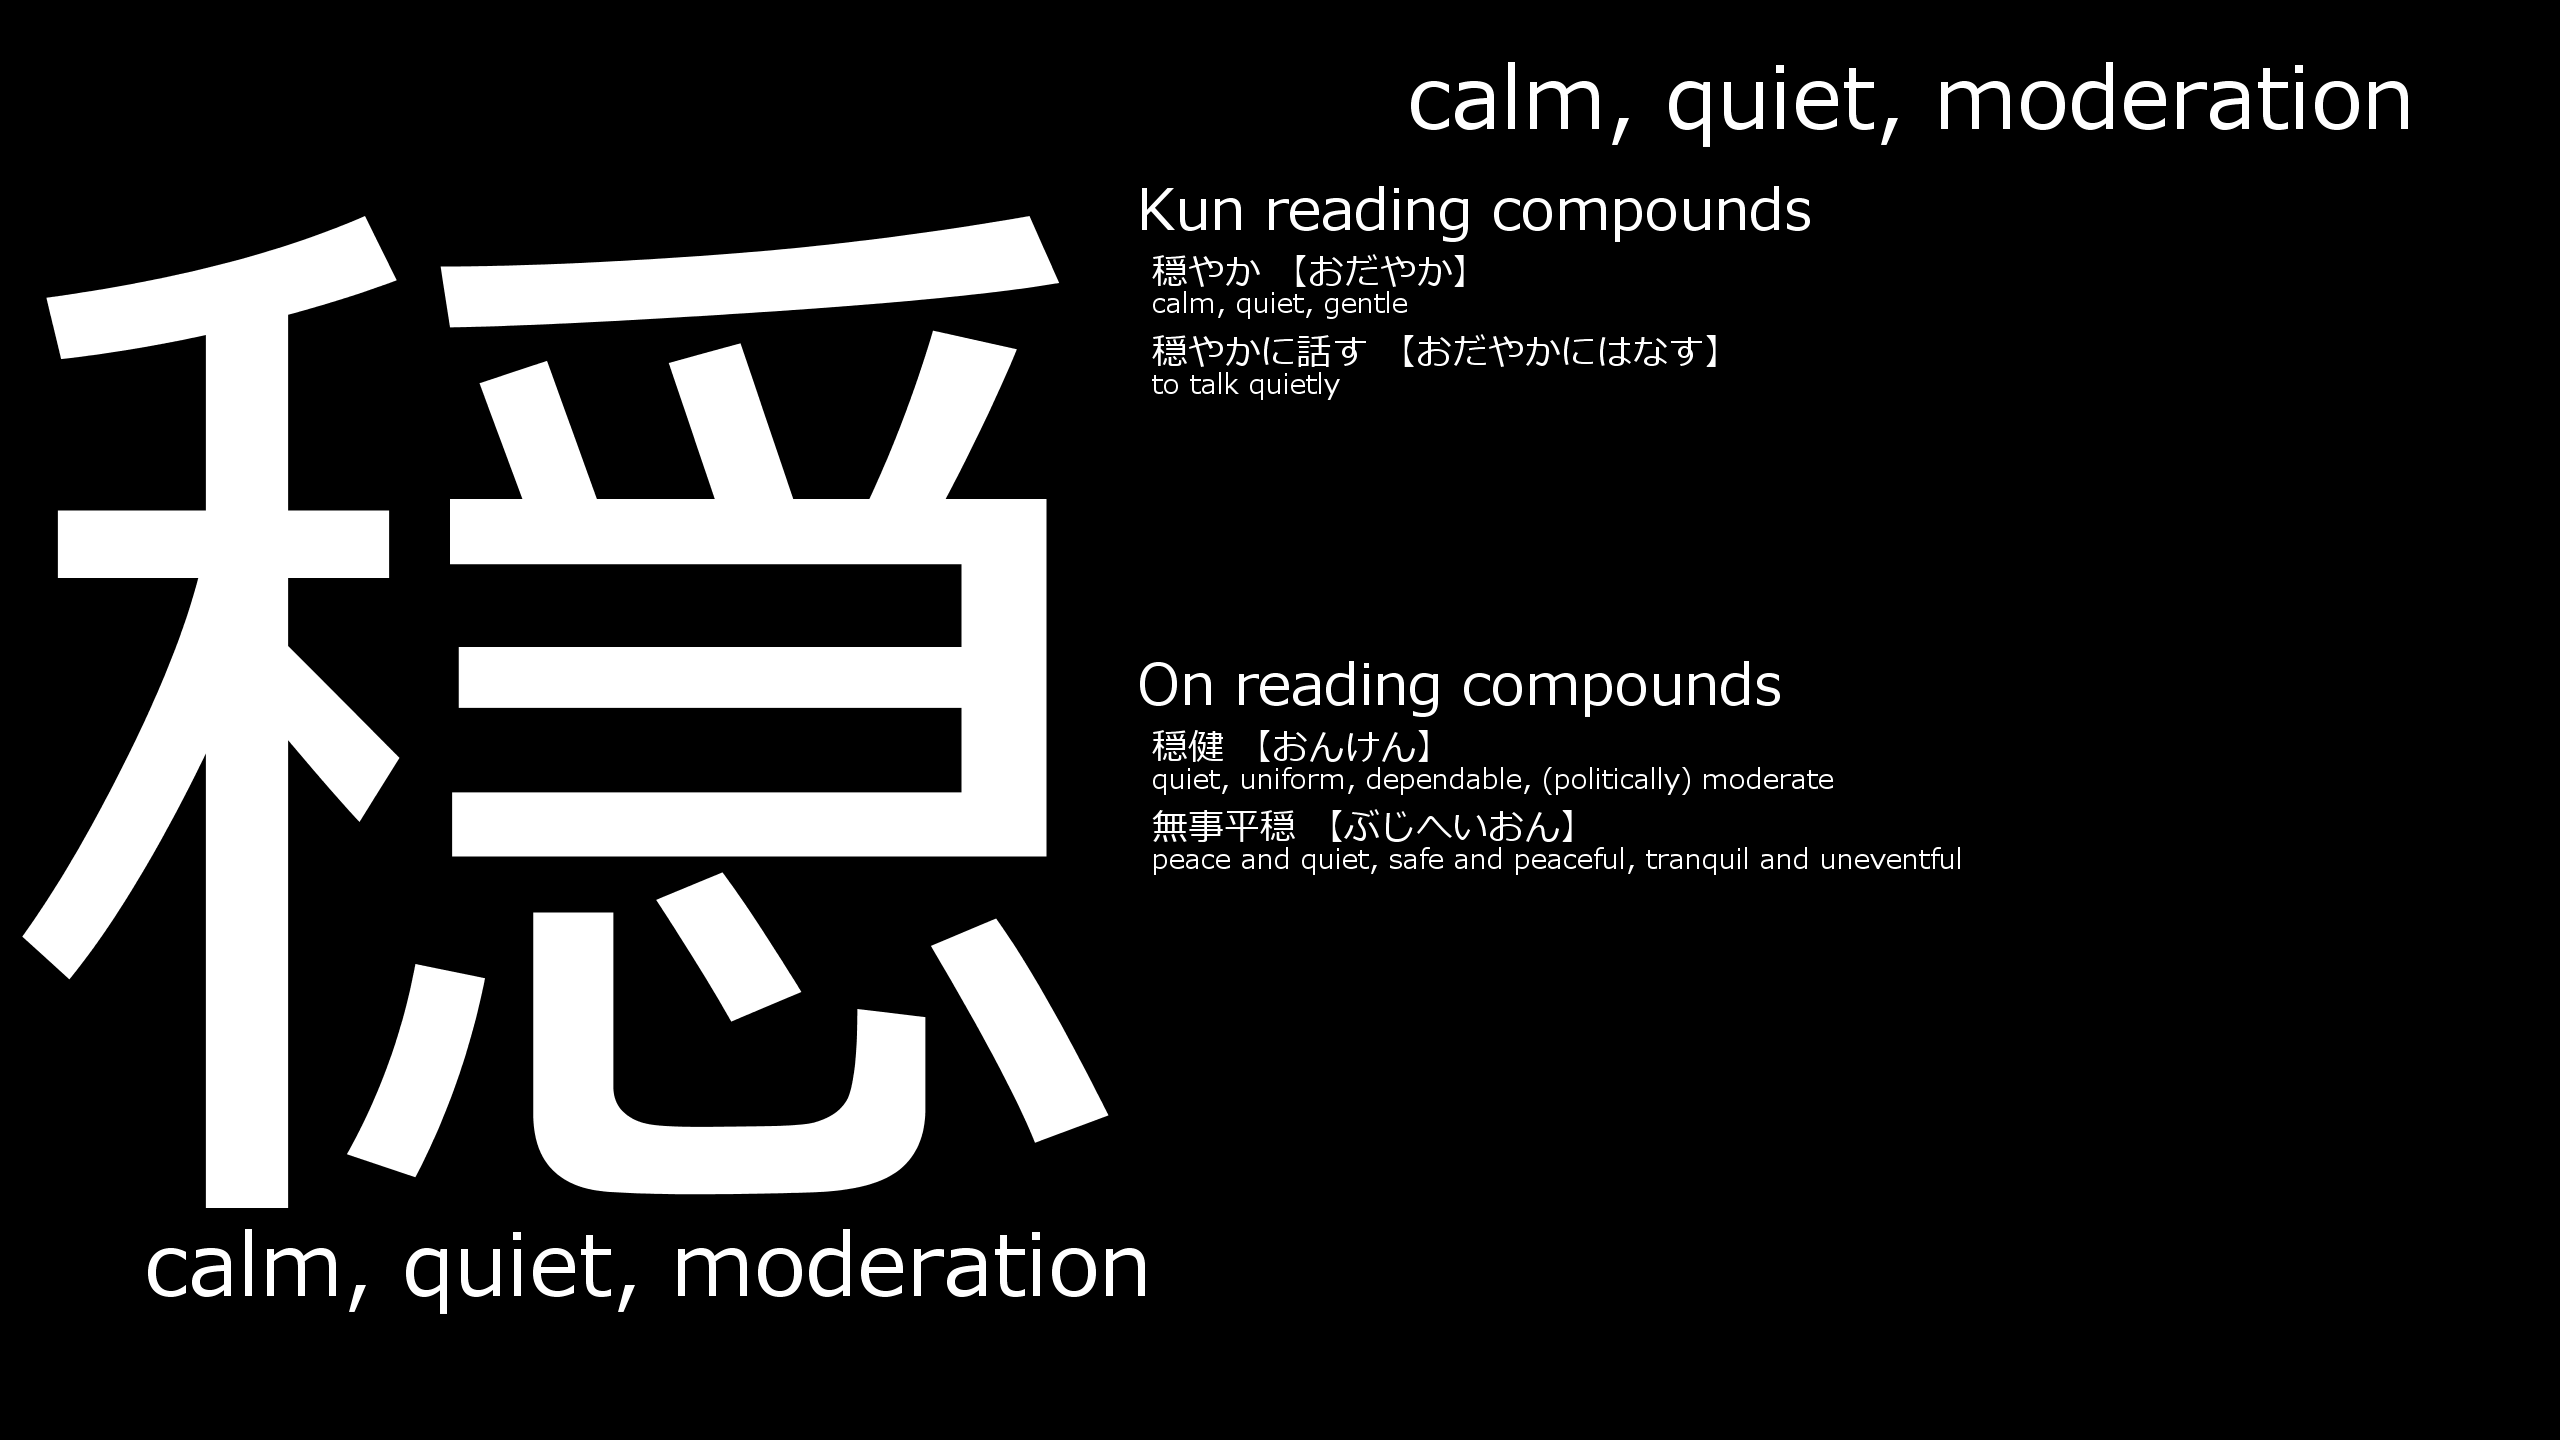 穏
calm, quiet, moderation
calm, quiet, moderation
Kun reading compounds
穏やか 【おだやか】
calm, quiet, gentle
穏やかに話す 【おだやかにはなす】
to talk quietly
On reading compounds
穏健 【おんけん】
quiet, uniform, dependable, (politically) moderate
無事平穏 【ぶじへいおん】
peace and quiet, safe and peaceful, tranquil and uneventful